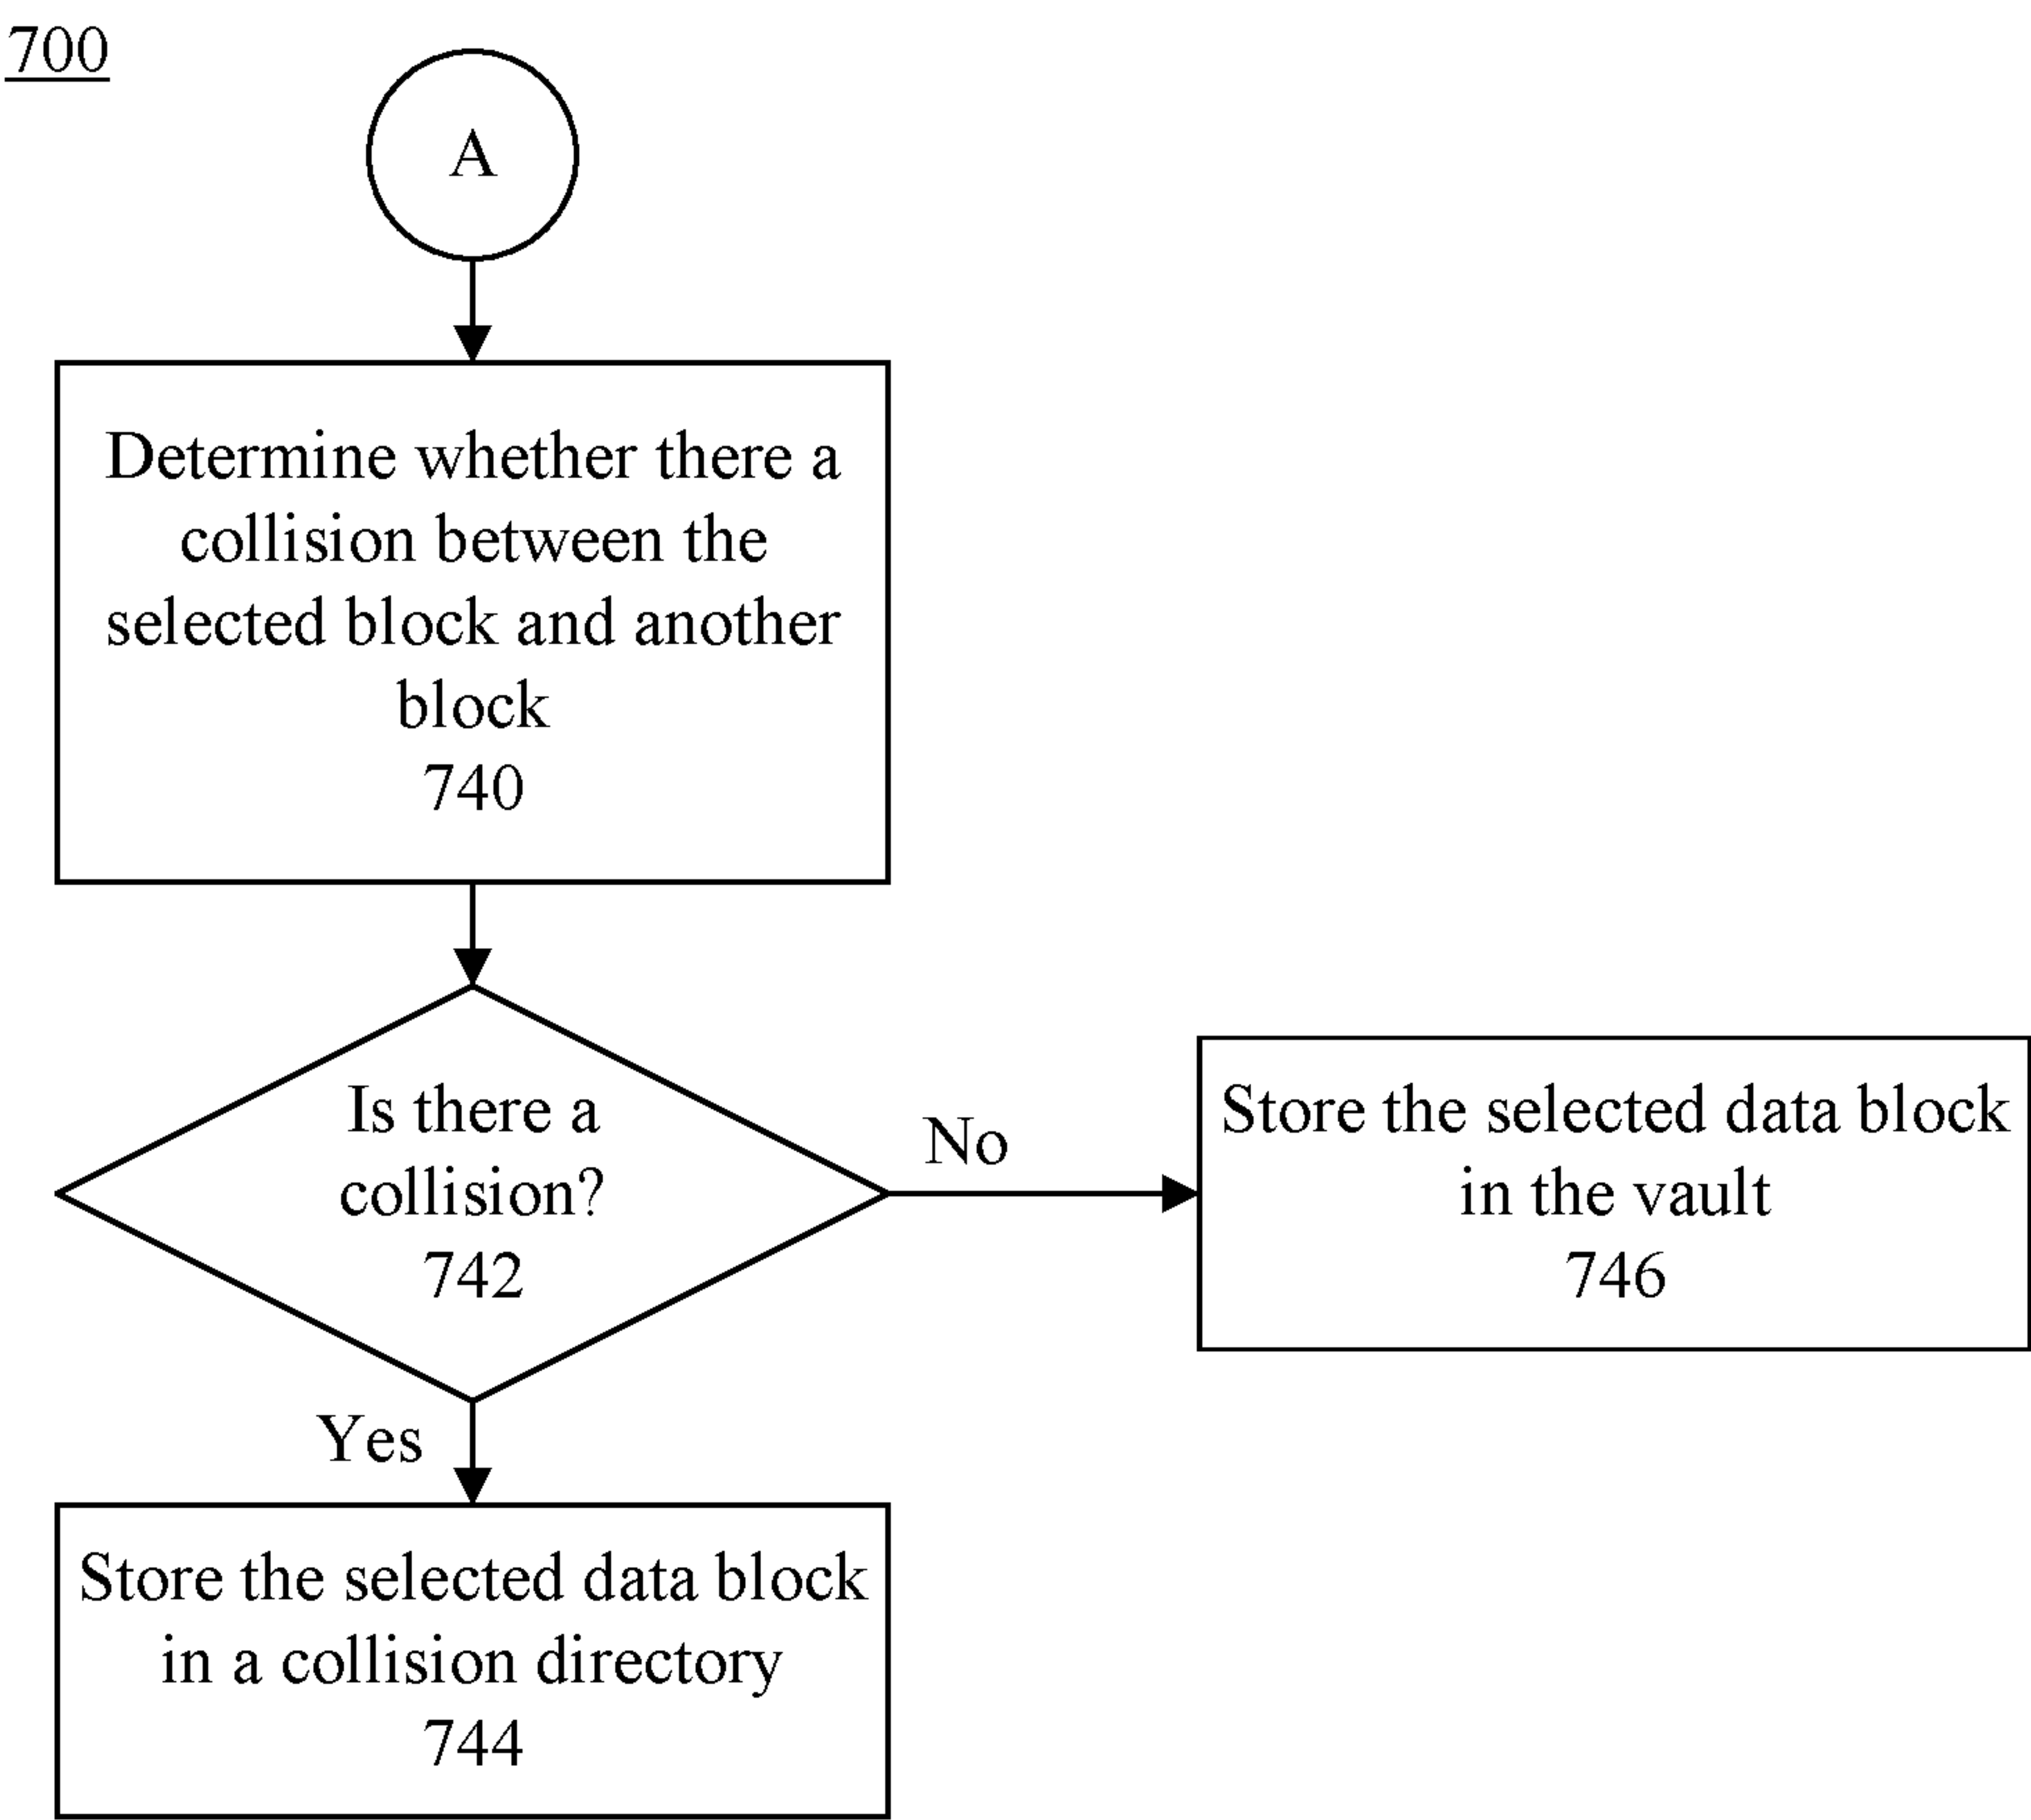 700
A
Determine whether there a
collision between the
selected block and another
block
740
Is there a
collision?
742
No
Store the selected data block
in the vault
746
Yes
Store the selected data block
in a collision directory
744